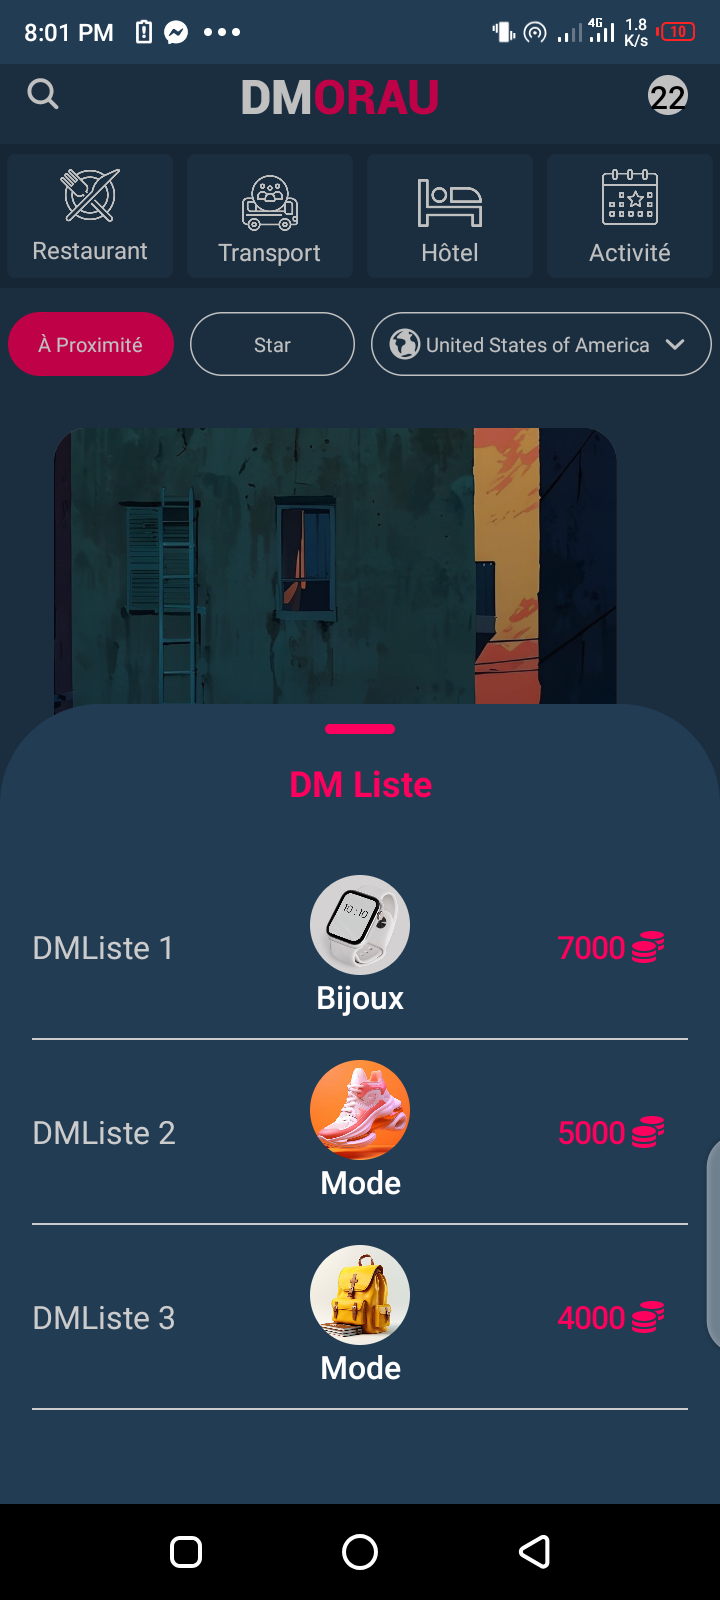 8:01 PM
4G
1.8
K/s
10
DMORAU
22
Restaurant
Transport
Hôtel
Activité
À Proximité
Star
United States of America
DM Liste
10:10
DMListe 1
7000
Bijoux
DMListe 2
5000
Mode
DMListe 3
4000
Mode